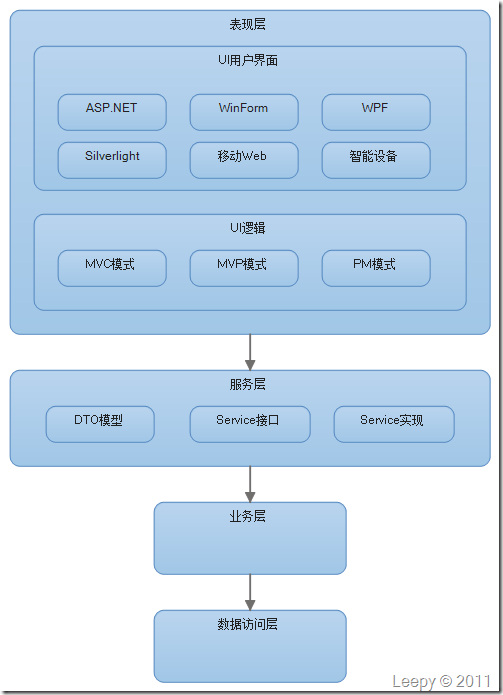 表现层
UI用户界面
ASP.NET WinForm WPF
Silverlight 移动Web 智能设备
UI逻辑
MVC模式 MVP模式 PM模式
服务层
DTO模型 Service接口 Service实现
业务层
数据访问层
Leepy © 2011